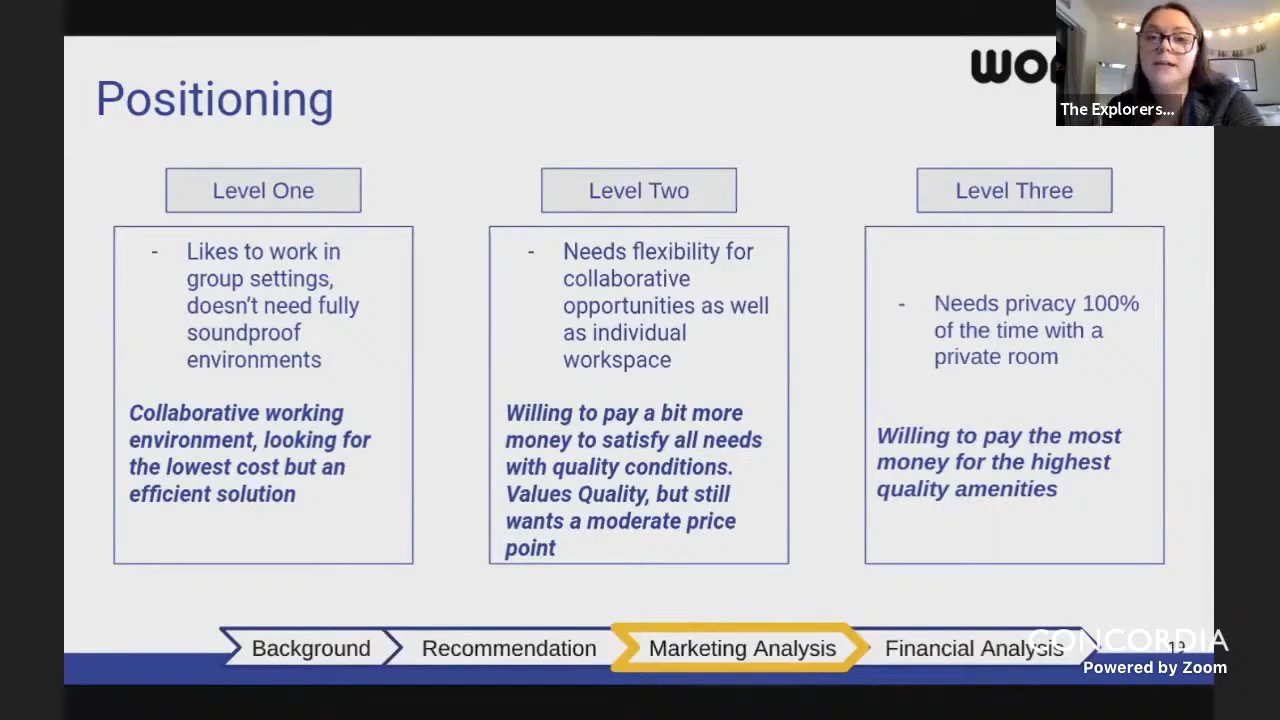 Positioning
The Explorers...
Level One
- Likes to work in
group settings,
doesn't need fully
soundproof
environments
Collaborative working
environment, looking for
the lowest cost but an
efficient solution
Level Two
- Needs flexibility for
collaborative
opportunities as well
as individual
workspace
Willing to pay a bit more
money to satisfy all needs
with quality conditions.
Values Quality, but still
wants a moderate price
point
Level Three
- Needs privacy 100%
of the time with a
private room
Willing to pay the most
money for the highest
quality amenities
Background
Recommendation
Marketing Analysis
Financial Analysis
CONCORDIA
Powered by Zoom